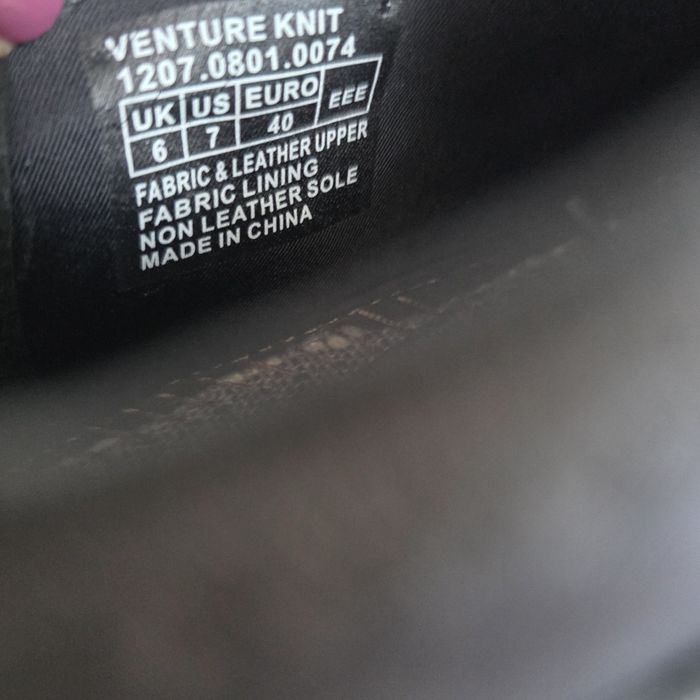 VENTURE KNIT
1207.0801.0074
UK US EURO EEE
6 7 40
FABRIC & LEATHER UPPER
FABRIC LINING
NON LEATHER SOLE
MADE IN CHINA